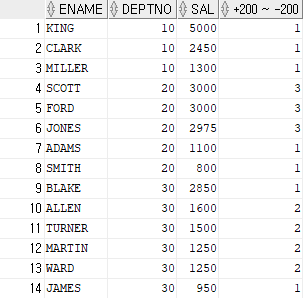 ENAME DEPTNO SAL +200 ~ -200
1 KING 10 5000 1
2 CLARK 10 2450 1
3 MILLER 10 1300 1
4 SCOTT 20 3000 3
5 FORD 20 3000 3
6 JONES 20 2975 3
7 ADAMS 20 1100 1
8 SMITH 20 800 1
9 BLAKE 30 2850 1
10 ALLEN 30 1600 2
11 TURNER 30 1500 2
12 MARTIN 30 1250 2
13 WARD 30 1250 2
14 JAMES 30 950 1